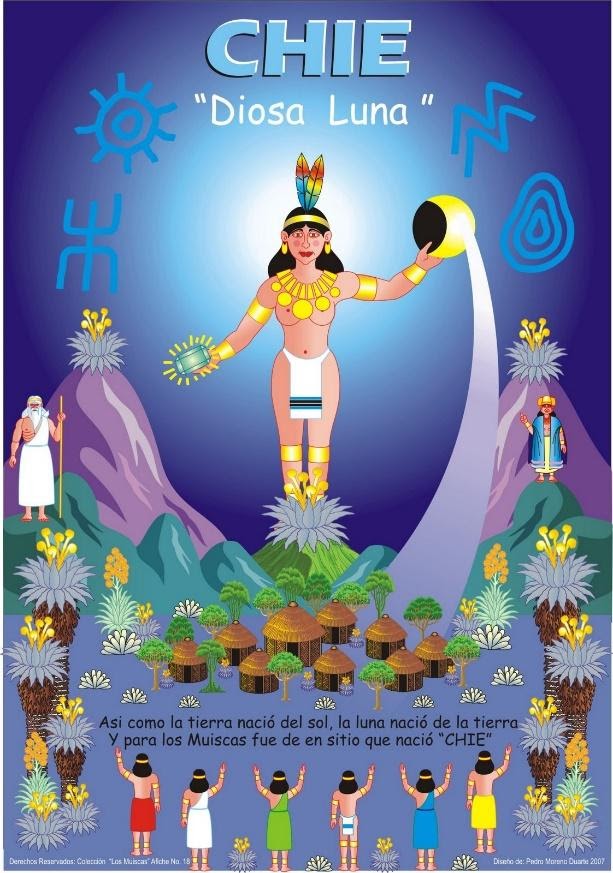 CHIE
“Diosa Luna ”
Asi como la tierra nació del sol, la luna nació de la tierra
Y para los Muiscas fue de en sitio que nació “CHIE”
Derechos Reservados: Colección “Los Muiscas” Afiche No. 18
Diseño de: Pedro Moreno Duarte 2007